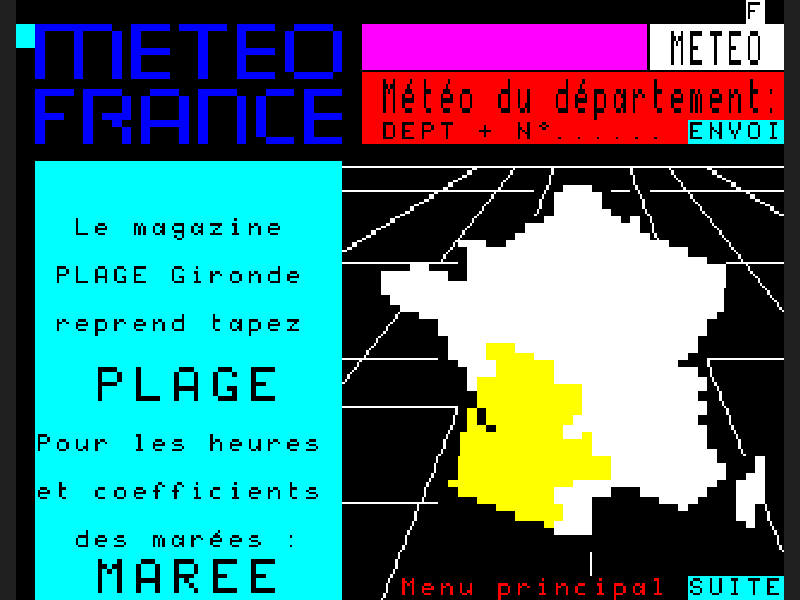 F
METEO
FRANCE
METEO
Météo du département:
DEPT + N°...... ENVOI
Le magazine
PLAGE Gironde
reprend tapez
PLAGE
Pour les heures
et coefficients
des marées :
MAREE
Menu principal SUITE